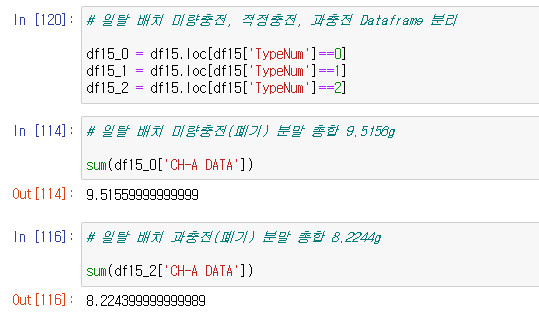 In [120]: # 일탈 배치 미량충전, 적정충전, 과충전 Dataframe 분리
df15_0 = df15.loc[df15['TypeNum']==0]
df15_1 = df15.loc[df15['TypeNum']==1]
df15_2 = df15.loc[df15['TypeNum']==2]
In [114]: # 일탈 배치 미량충전(폐기) 분말 총합 9.5156g
sum(df15_0['CH-A DATA'])
Out[114]: 9.51559999999999
In [116]: # 일탈 배치 과충전(폐기) 분말 총합 8.2244g
sum(df15_2['CH-A DATA'])
Out[116]: 8.224399999999989